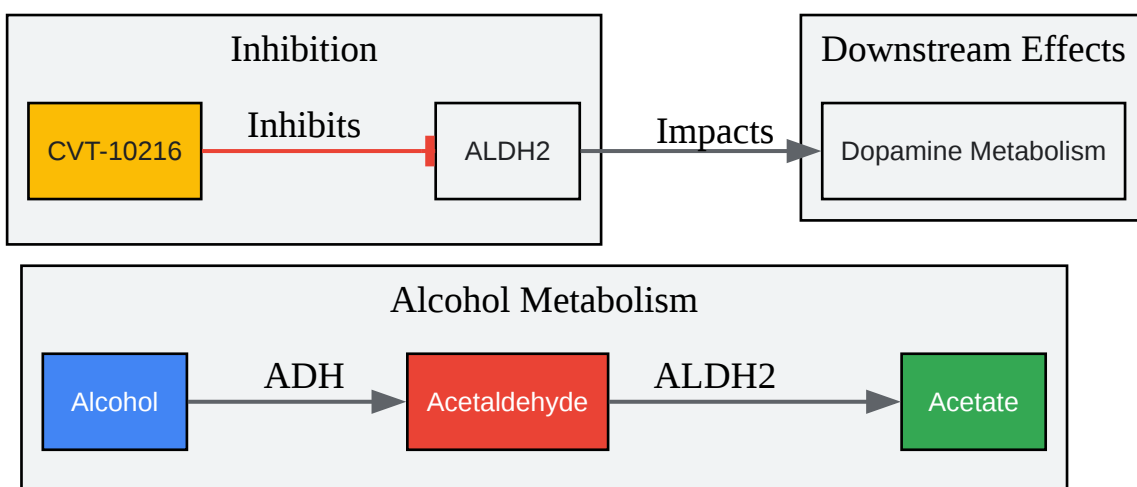 Inhibition
Downstream Effects
CVT-10216
Inhibits
ALDH2
Impacts
Dopamine Metabolism
Alcohol Metabolism
Alcohol
ADH
Acetaldehyde
ALDH2
Acetate